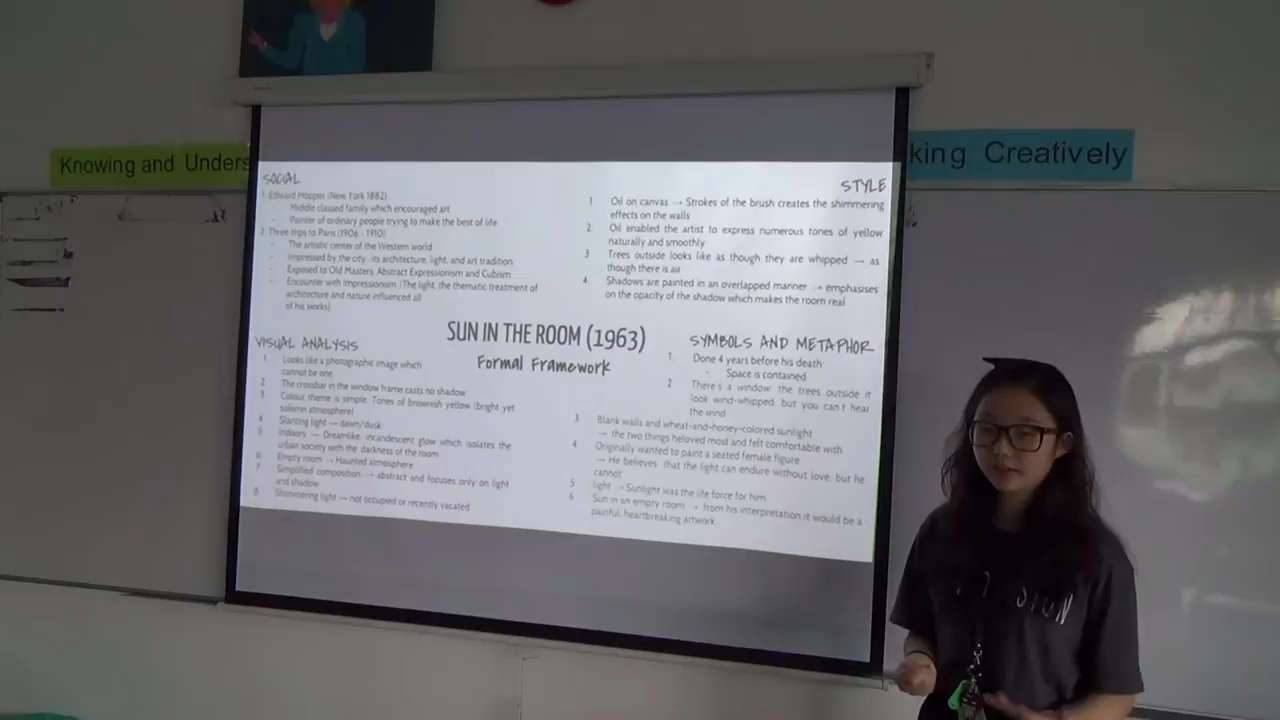 Knowing and Unders
king Creatively
SOCIAL
1. Edward Hopper (New York 1882)
- Middle classed family which encouraged art
- Painter of ordinary people trying to make the best of life
2. Three trips to Paris (1906 - 1910)
- The artistic center of the Western world
- Impressed by the city: its architecture, light, and art tradition
- Exposed to Old Masters, Abstract Expressionism and Cubism
- Encounter with Impressionism (The light, the thematic treatment of
architecture and nature influenced all
of his works)
STYLE
1. Oil on canvas → Strokes of the brush creates the shimmering
effects on the walls
2. Oil enabled the artist to express numerous tones of yellow
naturally and smoothly
3. Trees outside looks like as though they are whipped → as
though there is air
4. Shadows are painted in an overlapped manner → emphasises
on the opacity of the shadow which makes the room real
SUN IN THE ROOM (1963)
Formal Framework
VISUAL ANALYSIS
1. Looks like a photographic image which
cannot be one
2. The crossbar in the window frame casts no shadow
3. Colour theme is simple. Tones of brownish yellow (bright yet
solemn atmosphere)
4. Slanting light → dawn/dusk
5. Indoors → Dreamlike, incandescent glow which isolates the
urban society with the darkness of the room
6. Empty room → Haunted atmosphere
7. Simplified composition → abstract and focuses only on light
and shadow
8. Shimmering light → not occupied or recently vacated
SYMBOLS AND METAPHOR
1. Done 4 years before his death
- Space is contained
2. There's a window: the trees outside it
look wind-whipped, but you can't hear
the wind
3. Blank walls and wheat-and-honey-colored sunlight
→ the two things beloved most and felt comfortable with
4. Originally wanted to paint a seated female figure
→ He believes that the light can endure without love, but he
cannot
5. light → Sunlight was the life force for him
6. Sun in an empty room → from his interpretation it would be a
painful, heartbreaking artwork